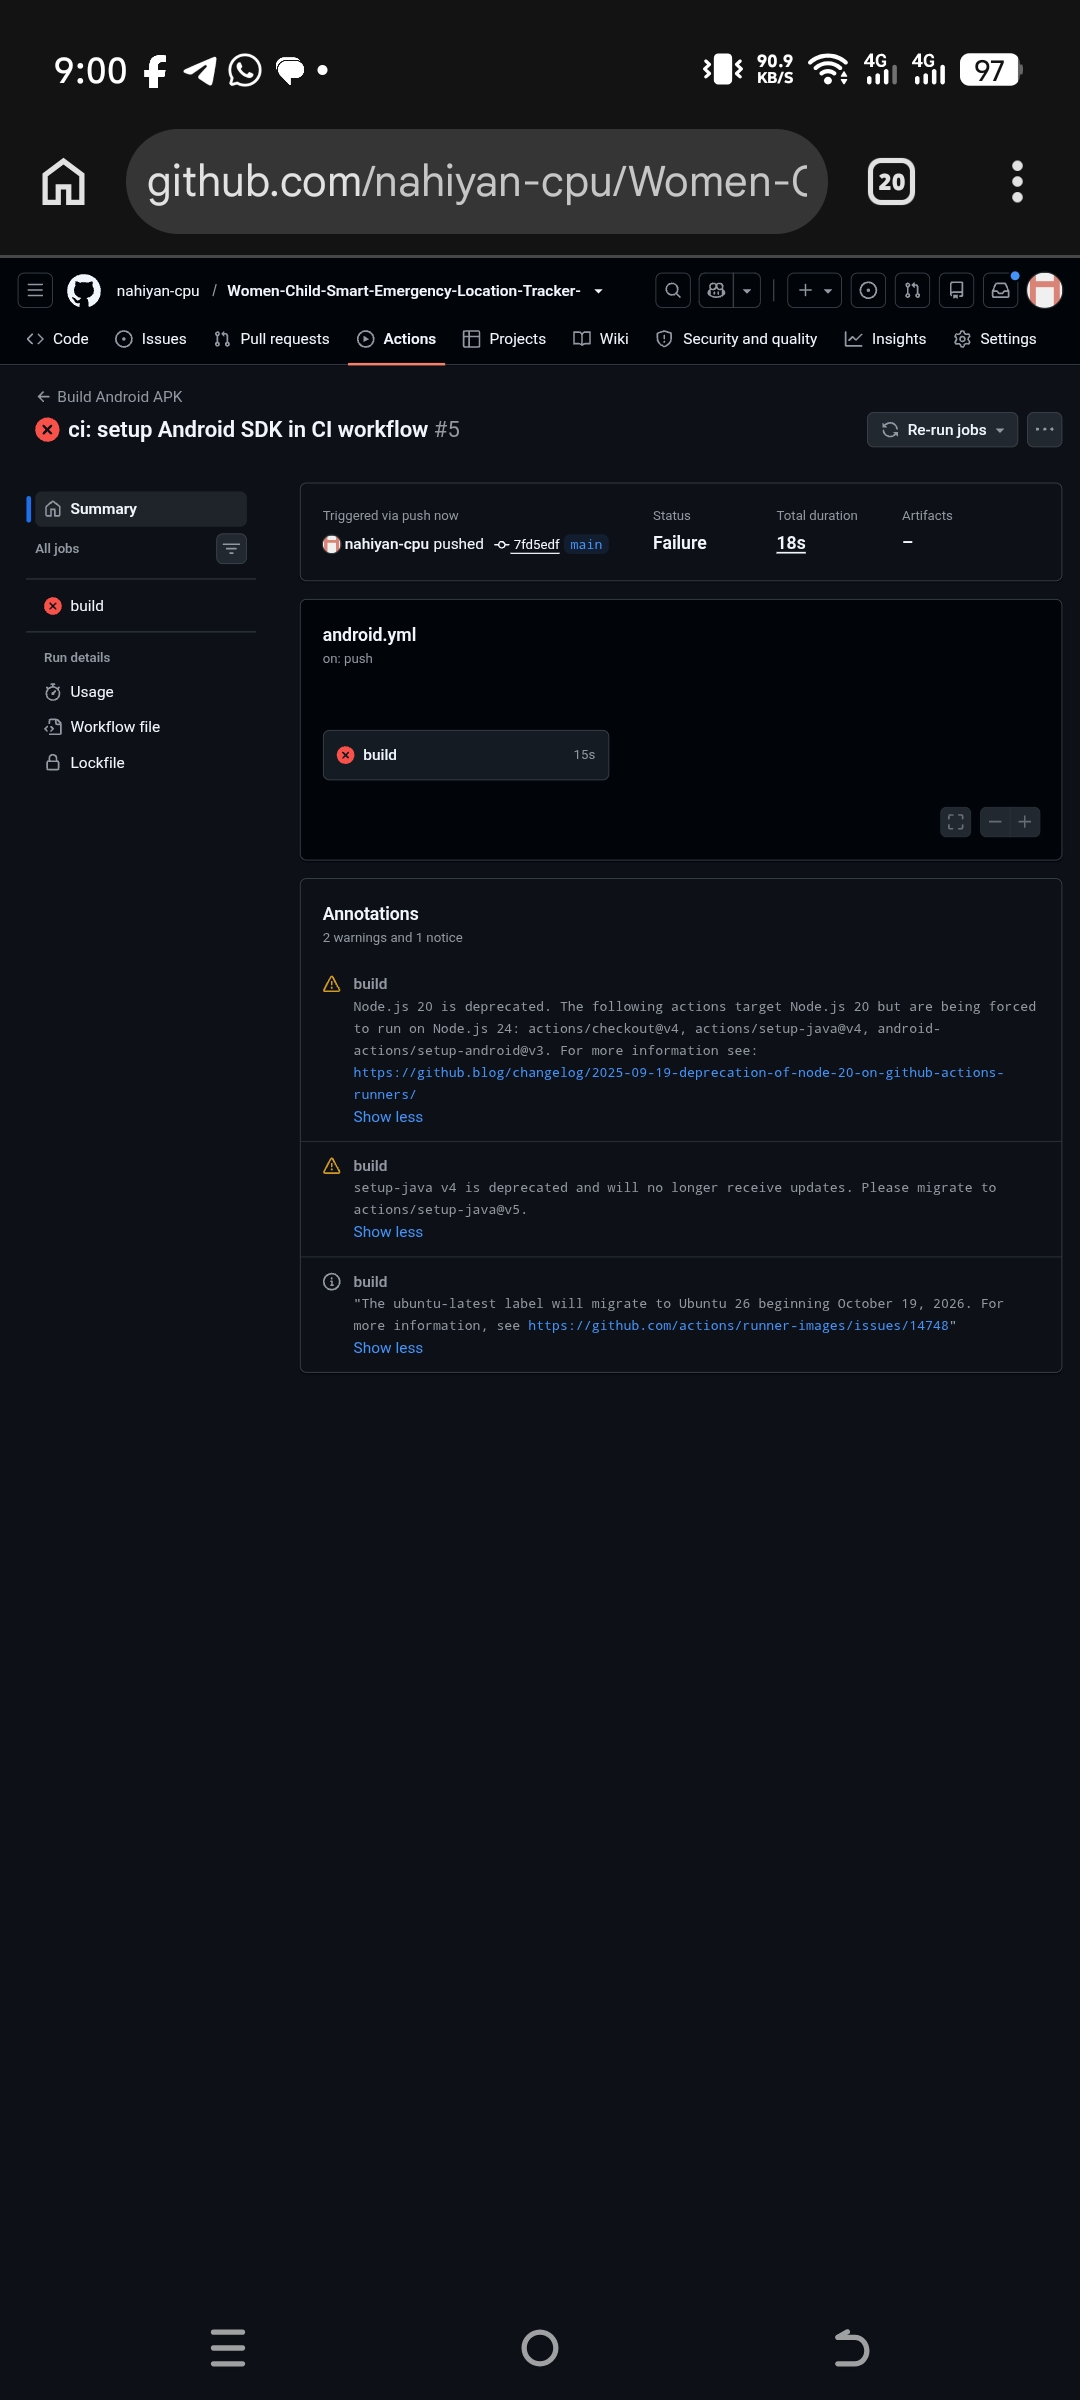 9:00
90.9 KB/S
4G
4G
97
github.com/nahiyan-cpu/Women-C
20
nahiyan-cpu / Women-Child-Smart-Emergency-Location-Tracker-
Code
Issues
Pull requests
Actions
Projects
Wiki
Security and quality
Insights
Settings
Build Android APK
ci: setup Android SDK in CI workflow #5
Re-run jobs
Summary
All jobs
build
Run details
Usage
Workflow file
Lockfile
Triggered via push now
nahiyan-cpu pushed 7fd5edf main
Status
Failure
Total duration
18s
Artifacts
–
android.yml
on: push
build 15s
Annotations
2 warnings and 1 notice
build
Node.js 20 is deprecated. The following actions target Node.js 20 but are being forced
to run on Node.js 24: actions/checkout@v4, actions/setup-java@v4, android-
actions/setup-android@v3. For more information see:
https://github.blog/changelog/2025-09-19-deprecation-of-node-20-on-github-actions-
runners/
Show less
build
setup-java v4 is deprecated and will no longer receive updates. Please migrate to
actions/setup-java@v5.
Show less
build
"The ubuntu-latest label will migrate to Ubuntu 26 beginning October 19, 2026. For
more information, see https://github.com/actions/runner-images/issues/14748"
Show less